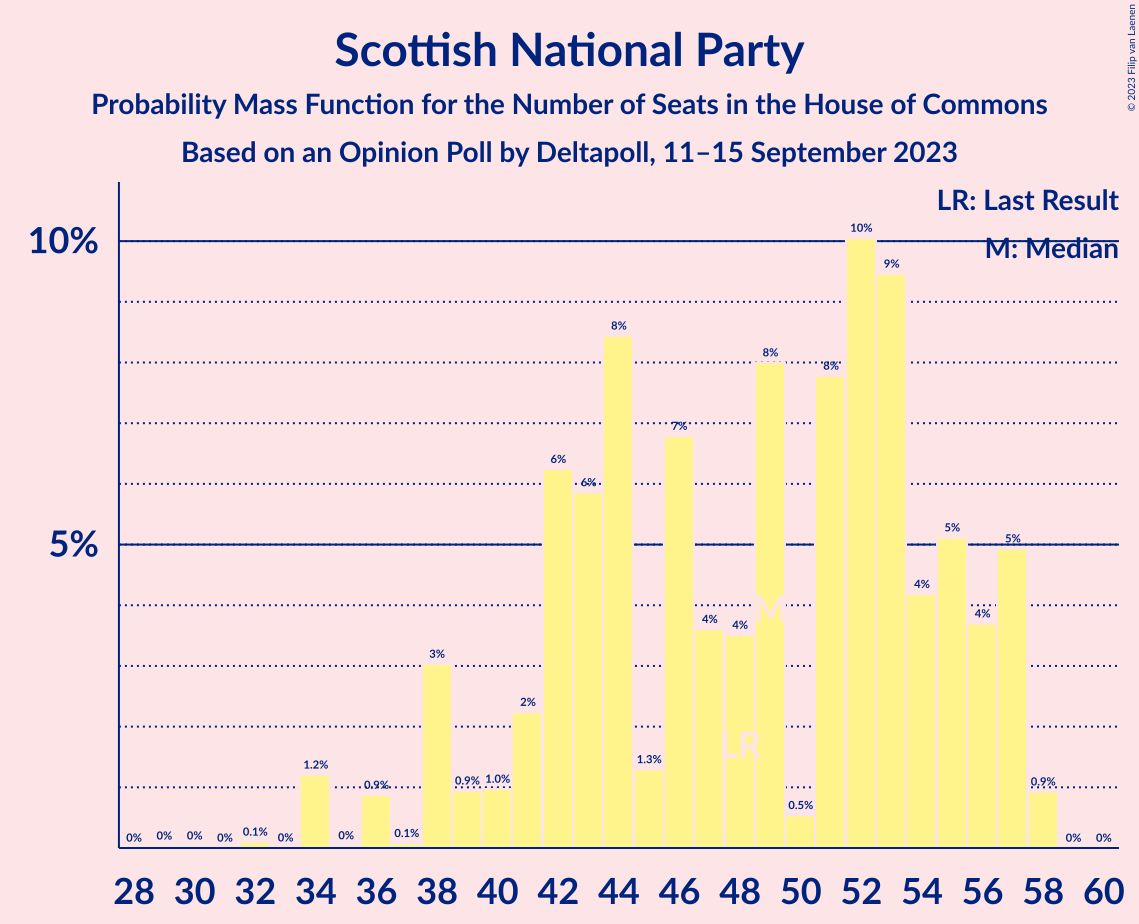 Scottish National Party
Probability Mass Function for the Number of Seats in the House of Commons
Based on an Opinion Poll by Deltapoll, 11–15 September 2023
© 2023 Filip van Laenen
LR: Last Result
M: Median
10%
5%
0% 0% 0% 0% 0.1% 0% 1.2% 0% 0.9% 0.1% 3% 0.9% 1.0% 2% 6% 6% 8% 1.3% 7% 4% 4% 8% 0.5% 8% 10% 9% 4% 5% 4% 5% 0.9% 0% 0%
M
LR
28 30 32 34 36 38 40 42 44 46 48 50 52 54 56 58 60